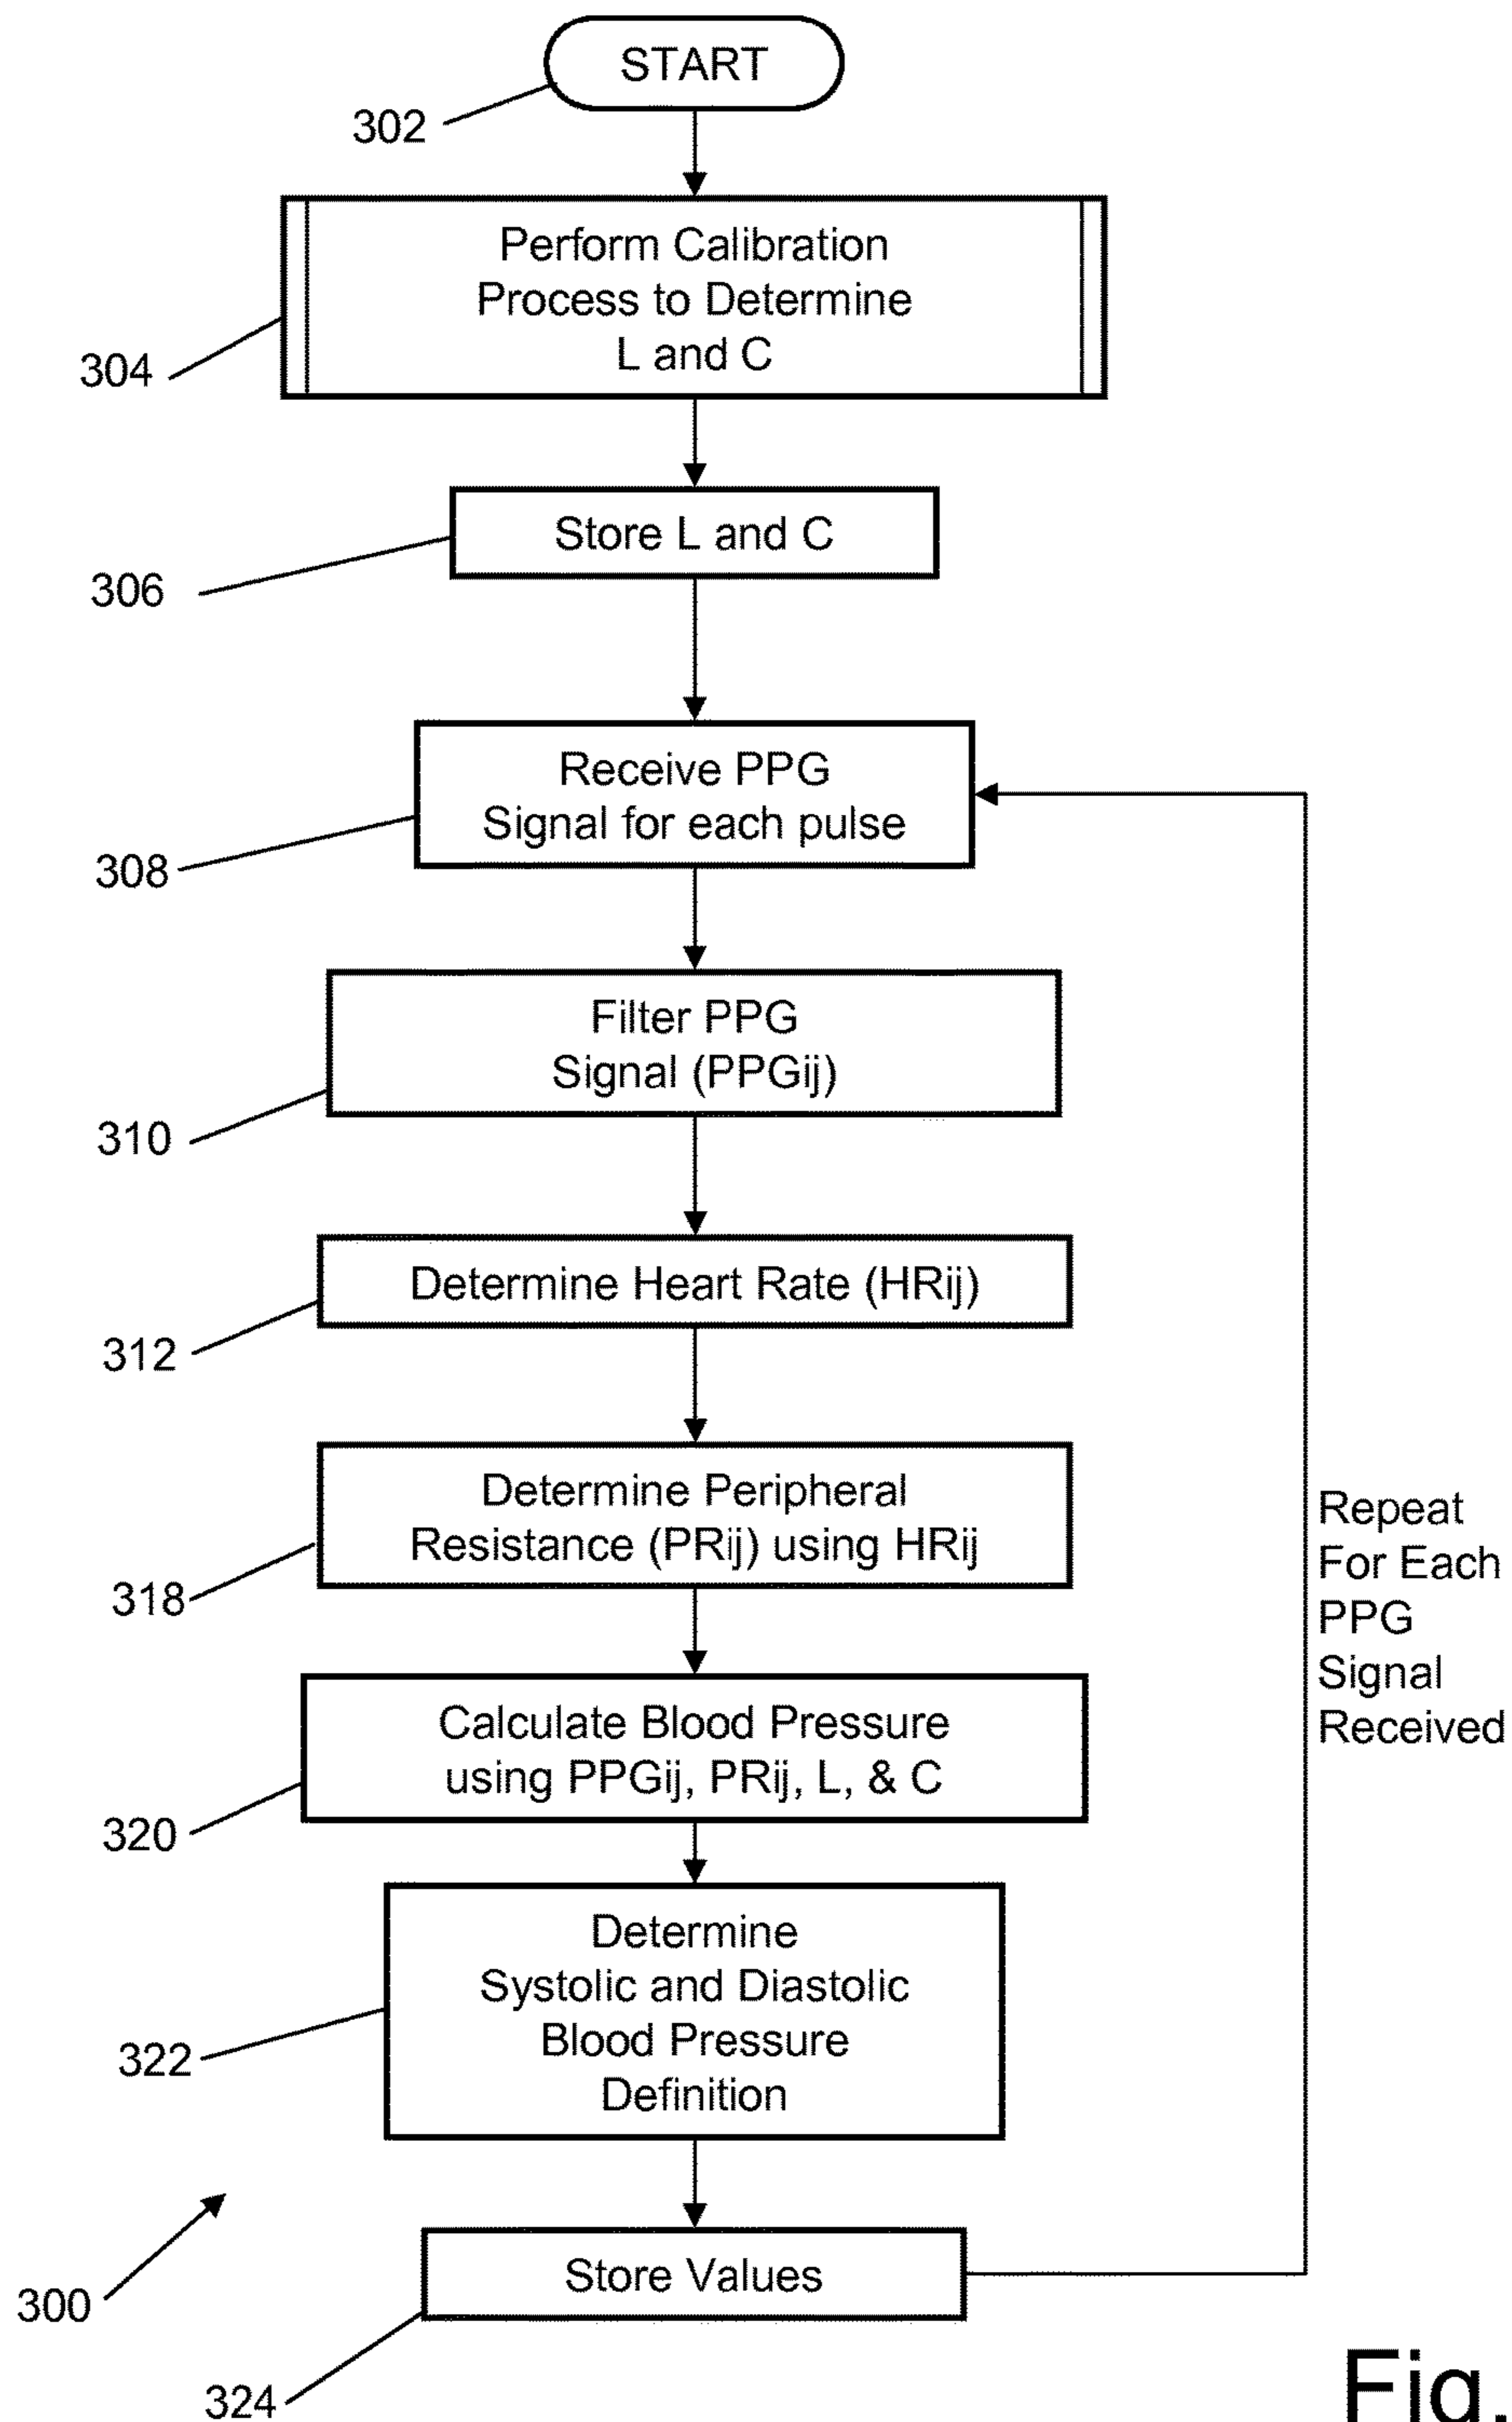 START
302
Perform Calibration
Process to Determine
L and C
304
Store L and C
306
Receive PPG
Signal for each pulse
308
Filter PPG
Signal (PPGij)
310
Determine Heart Rate (HRij)
312
Determine Peripheral
Resistance (PRij) using HRij
318
Repeat
For Each
PPG
Signal
Received
Calculate Blood Pressure
using PPGij, PRij, L, & C
320
Determine
Systolic and Diastolic
Blood Pressure
Definition
322
Store Values
300
324
Fig.